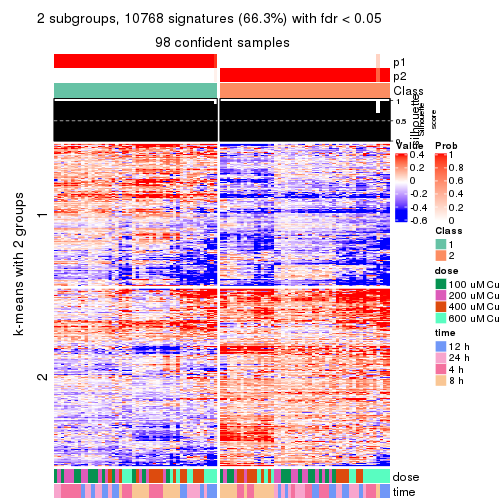 2 subgroups, 10768 signatures (66.3%) with fdr < 0.05
98 confident samples
p1
p2
Class
1
0.5
0
Silhouette
score
silhouette
k-means with 2 groups
1
2
Value
0.4
0.2
0
-0.2
-0.4
-0.6
Prob
1
0.8
0.6
0.4
0.2
0
Class
1
2
dose
100 uM Cu
200 uM Cu
400 uM Cu
600 uM Cu
time
12 h
24 h
4 h
8 h
dose
time